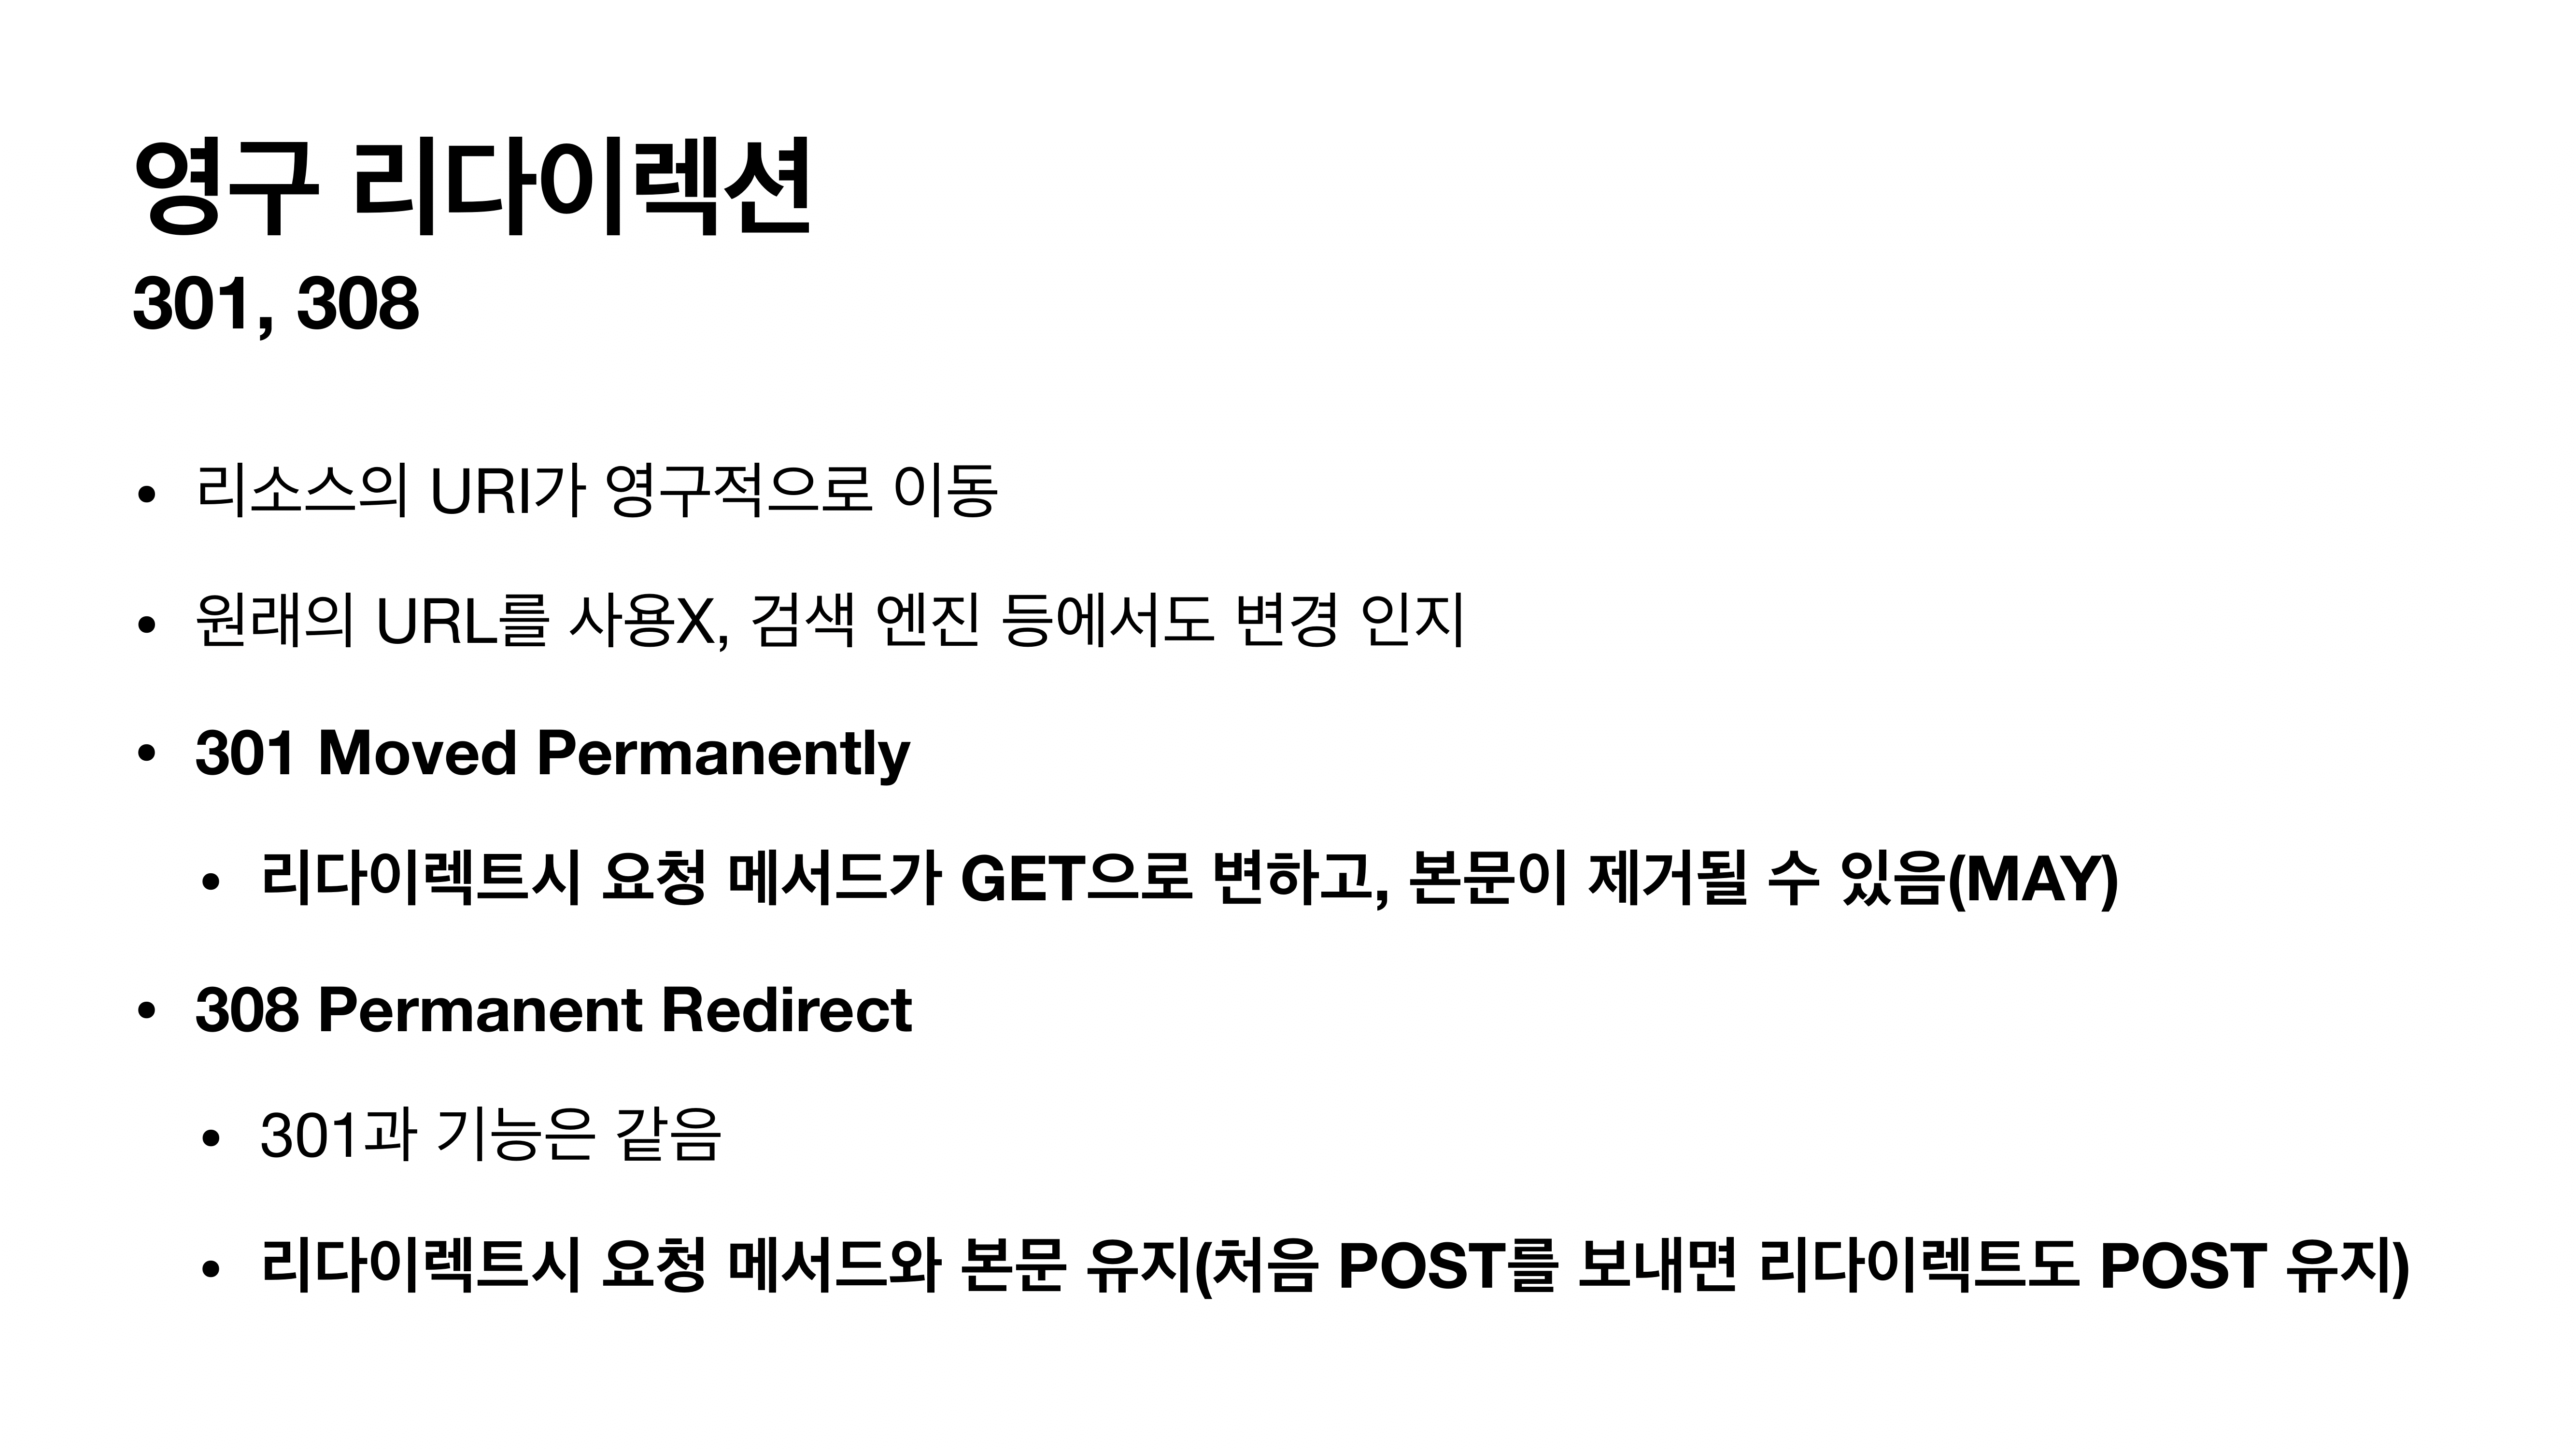 영구 리다이렉션
301, 308
• 리소스의 URI가 영구적으로 이동
• 원래의 URL를 사용X, 검색 엔진 등에서도 변경 인지
• 301 Moved Permanently
• 리다이렉트시 요청 메서드가 GET으로 변하고, 본문이 제거될 수 있음(MAY)
• 308 Permanent Redirect
• 301과 기능은 같음
• 리다이렉트시 요청 메서드와 본문 유지(처음 POST를 보내면 리다이렉트도 POST 유지)